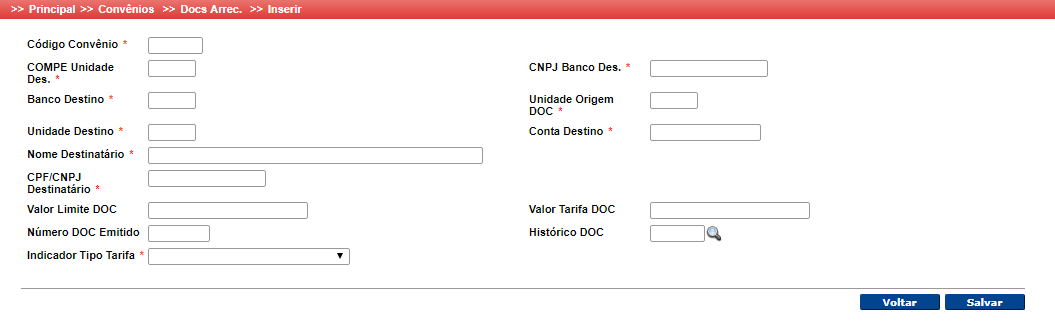 >> Principal >> Convênios >> Docs Arrec. >> Inserir
Código Convênio *
COMPE Unidade
Des. *
CNPJ Banco Des. *
Banco Destino *
Unidade Origem
DOC *
Unidade Destino *
Conta Destino *
Nome Destinatário *
CPF/CNPJ
Destinatário *
Valor Limite DOC
Valor Tarifa DOC
Número DOC Emitido
Histórico DOC
Indicador Tipo Tarifa *
Voltar
Salvar